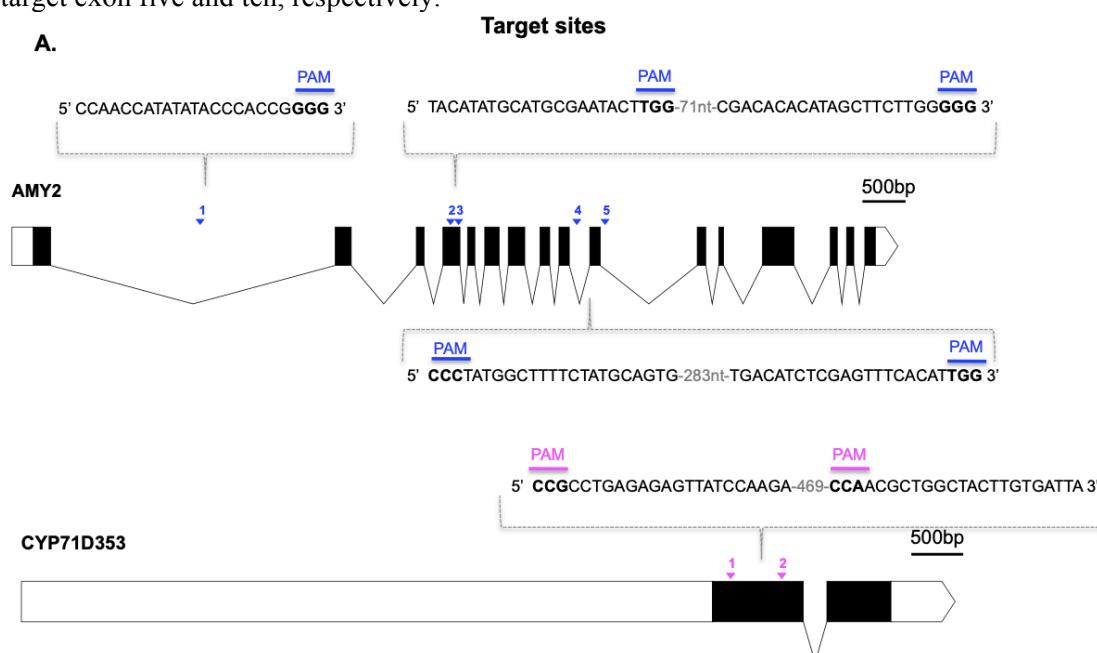 target exon five and ten, respectively.
Target sites
A.
PAM PAM PAM
5' CCAACCATATATACCCACCGGGG 3' 5' TACATATGCATGCGAATACTTGG-71nt-CGACACACATAGCTTCTTGGGGG 3'
AMY2 500bp
1 2 3 4 5
PAM PAM
5' CCCTATGGCTTTTCTATGCAGTG-283nt-TGACATCTCGAGTTTCACATTGG 3'
PAM PAM
5' CCGCCTGAGAGAGTTATCCAAGA-469-CCAACGCTGGCTACTTGTGATTA 3'
CYP71D353 500bp
1 2